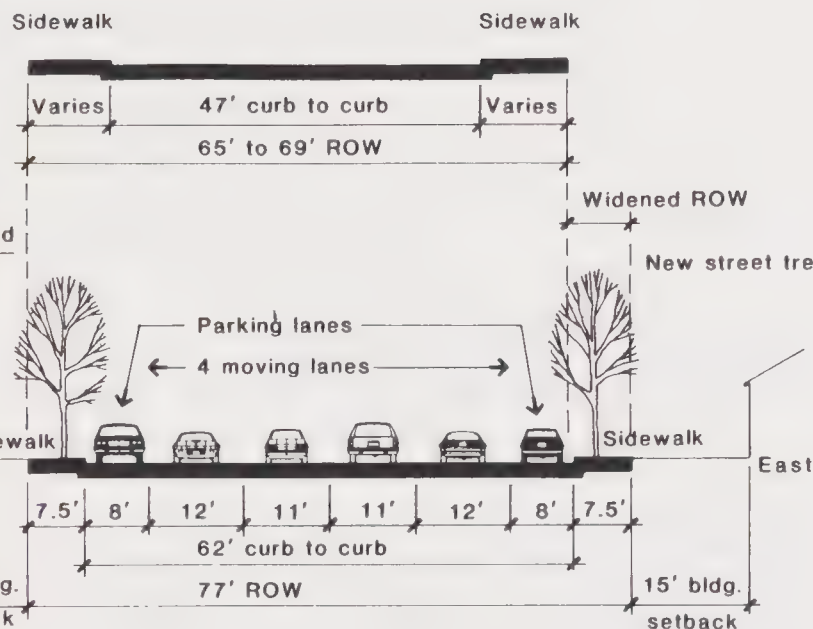 Sidewalk Sidewalk
Varies 47' curb to curb Varies
65' to 69' ROW
Widened ROW
d
New street tre
Parking lanes
4 moving lanes
ewalk Sidewalk
East
7.5' 8' 12' 11' 11' 12' 8' 7.5'
62' curb to curb
g. 77' ROW 15' bldg.
k setback